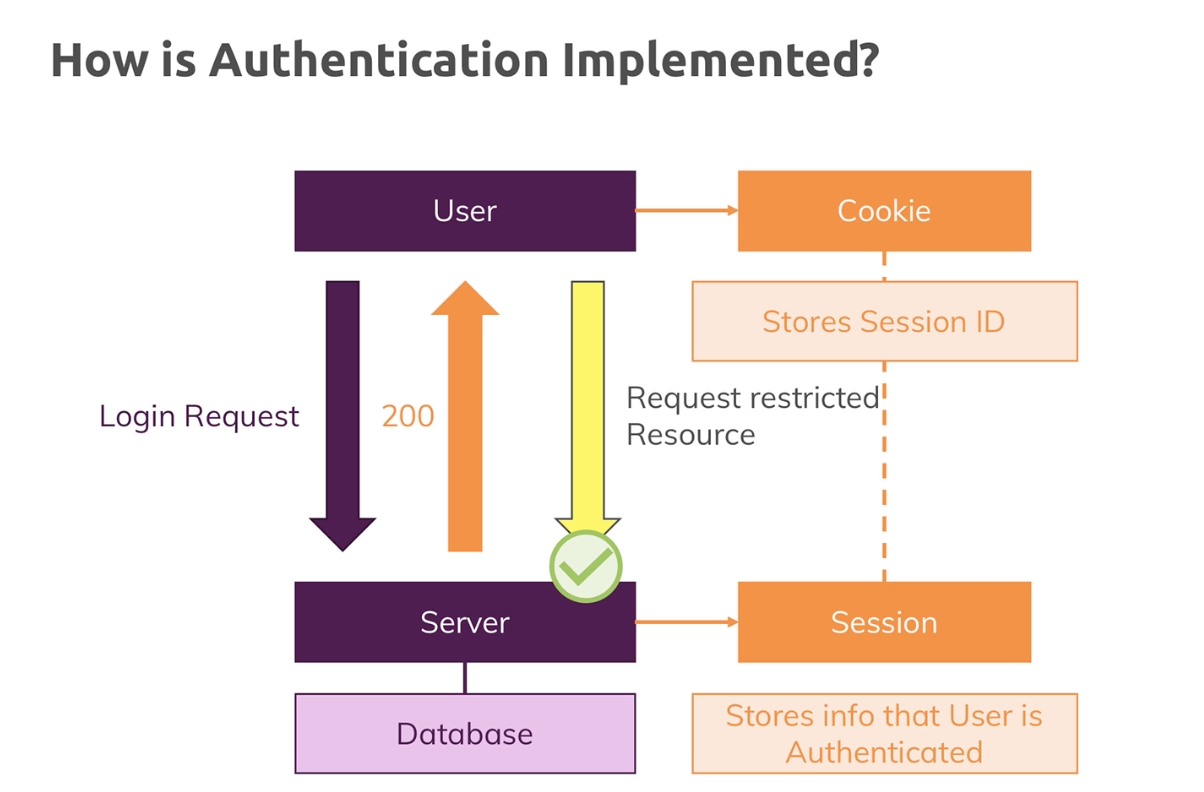 How is Authentication Implemented?
User
Cookie
Stores Session ID
Login Request
200
Request restricted
Resource
Server
Session
Database
Stores info that User is
Authenticated